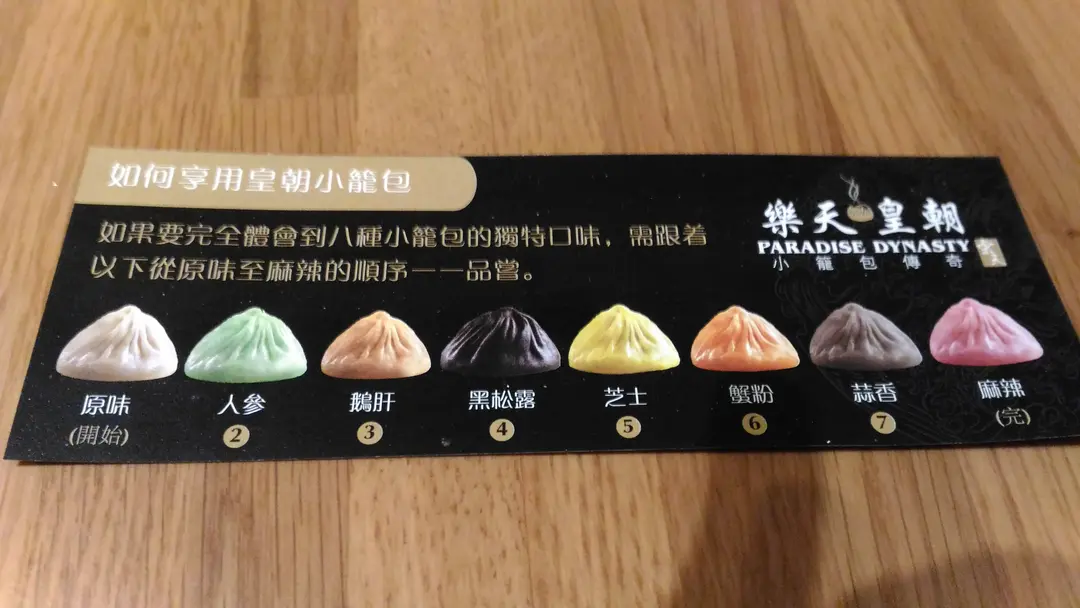 如何享用皇朝小籠包
如果要完全體會到八種小籠包的獨特口味，需跟着
以下從原味至麻辣的順序一一品嘗。
樂天皇朝
PARADISE DYNASTY
小籠包傳奇
原味 人參 鵝肝 黑松露 芝士 蟹粉 蒜香 麻辣
(開始) 2 3 4 5 6 7 (完)